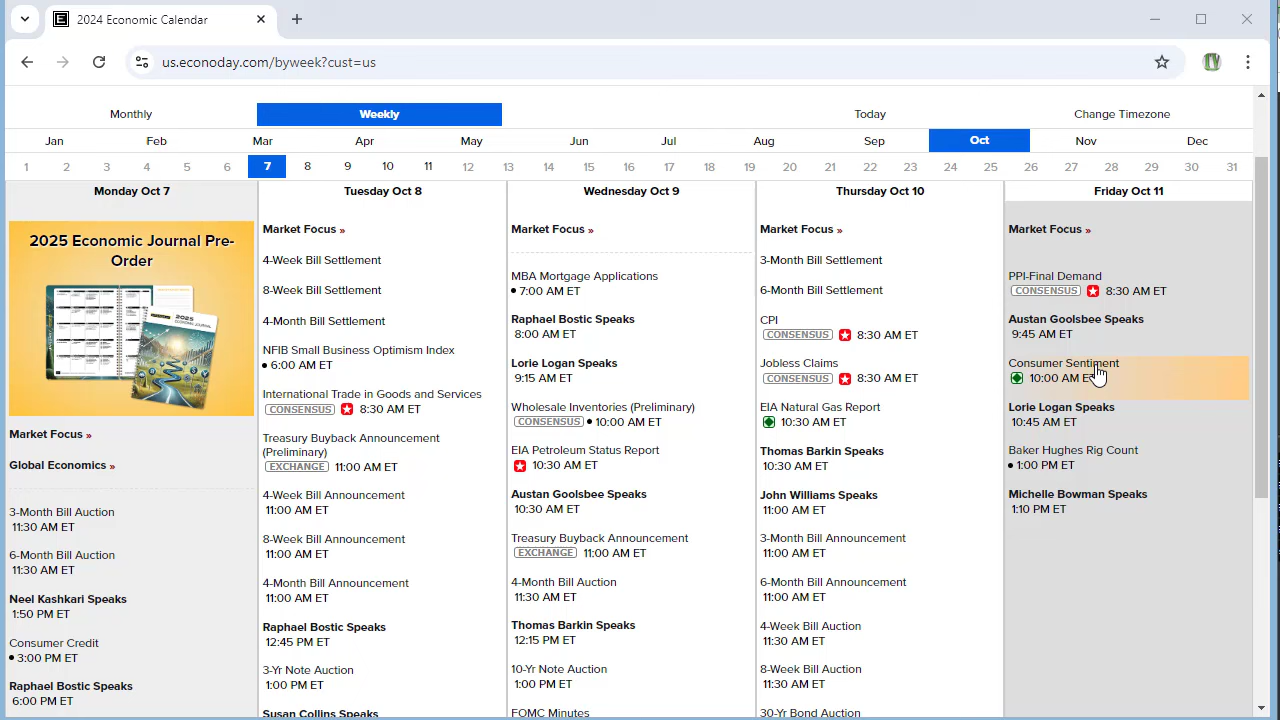 2024 Economic Calendar
us.econoday.com/byweek?cust=us
Monthly
Weekly
Today
Change Timezone
Jan
Feb
Mar
Apr
May
Jun
Jul
Aug
Sep
Oct
Nov
Dec
1 2 3 4 5 6 7 8 9 10 11 12 13 14 15 16 17 18 19 20 21 22 23 24 25 26 27 28 29 30 31
Monday Oct 7
2025 Economic Journal Pre-
Order
2025
Market Focus »
Global Economics »
3-Month Bill Auction
11:30 AM ET
6-Month Bill Auction
11:30 AM ET
Neel Kashkari Speaks
1:50 PM ET
Consumer Credit
3:00 PM ET
Raphael Bostic Speaks
6:00 PM ET
Tuesday Oct 8
Market Focus »
4-Week Bill Settlement
8-Week Bill Settlement
4-Month Bill Settlement
NFIB Small Business Optimism Index
6:00 AM ET
International Trade in Goods and Services
CONSENSUS 8:30 AM ET
Treasury Buyback Announcement
(Preliminary)
EXCHANGE 11:00 AM ET
4-Week Bill Announcement
11:00 AM ET
8-Week Bill Announcement
11:00 AM ET
4-Month Bill Announcement
11:00 AM ET
Raphael Bostic Speaks
12:45 PM ET
3-Yr Note Auction
1:00 PM ET
Susan Collins Speaks
Wednesday Oct 9
Market Focus »
MBA Mortgage Applications
7:00 AM ET
Raphael Bostic Speaks
8:00 AM ET
Lorie Logan Speaks
9:15 AM ET
Wholesale Inventories (Preliminary)
CONSENSUS 10:00 AM ET
EIA Petroleum Status Report
10:30 AM ET
Austan Goolsbee Speaks
10:30 AM ET
Treasury Buyback Announcement
EXCHANGE 11:00 AM ET
4-Month Bill Auction
11:30 AM ET
Thomas Barkin Speaks
12:15 PM ET
10-Yr Note Auction
1:00 PM ET
FOMC Minutes
Thursday Oct 10
Market Focus »
3-Month Bill Settlement
6-Month Bill Settlement
CPI
CONSENSUS 8:30 AM ET
Jobless Claims
CONSENSUS 8:30 AM ET
EIA Natural Gas Report
10:30 AM ET
Thomas Barkin Speaks
10:30 AM ET
John Williams Speaks
11:00 AM ET
3-Month Bill Announcement
11:00 AM ET
6-Month Bill Announcement
11:00 AM ET
4-Week Bill Auction
11:30 AM ET
8-Week Bill Auction
11:30 AM ET
30-Yr Bond Auction
Friday Oct 11
Market Focus »
PPI-Final Demand
CONSENSUS 8:30 AM ET
Austan Goolsbee Speaks
9:45 AM ET
Consumer Sentiment
10:00 AM ET
Lorie Logan Speaks
10:45 AM ET
Baker Hughes Rig Count
1:00 PM ET
Michelle Bowman Speaks
1:10 PM ET